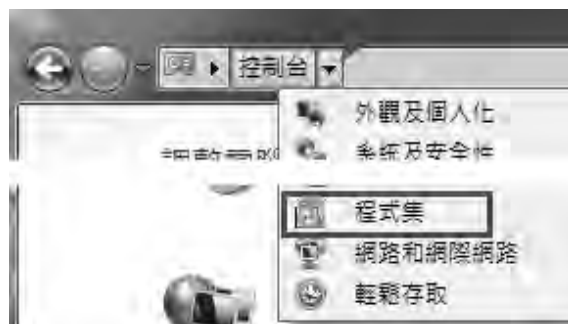 控制台
外觀及個人化
系統及安全性
程式集
網路和網際網路
輕鬆存取